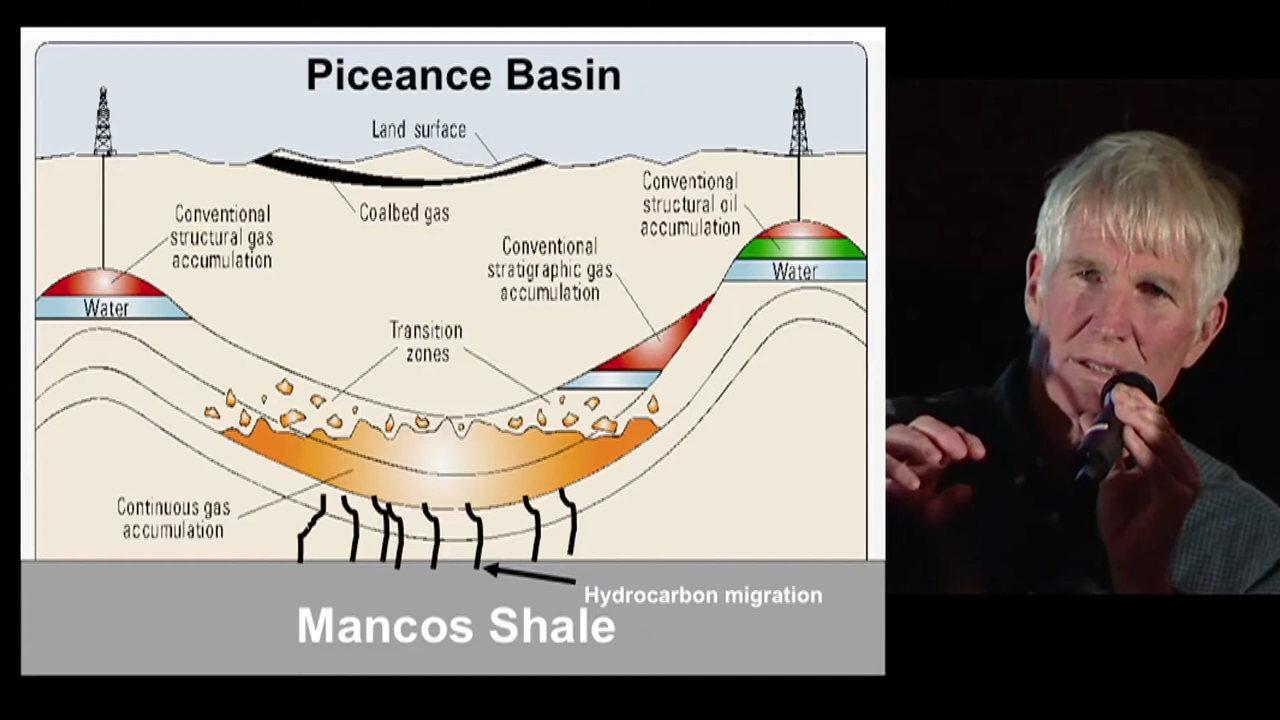 Piceance Basin
Land surface
Coalbed gas
Conventional
structural gas
accumulation
Water
Conventional
structural oil
accumulation
Water
Conventional
stratigraphic gas
accumulation
Transition
zones
Continuous gas
accumulation
Hydrocarbon migration
Mancos Shale